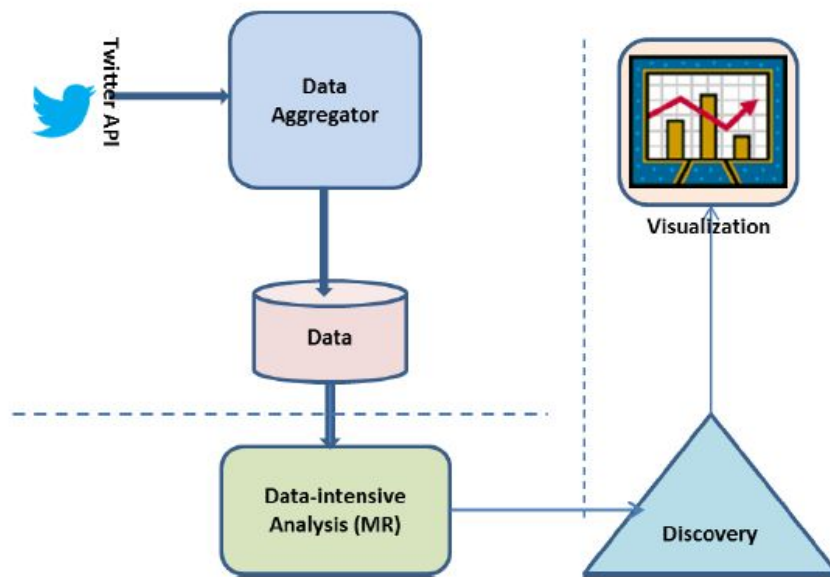 Twitter API
Data
Aggregator
Data
Data-intensive
Analysis (MR)
Discovery
Visualization